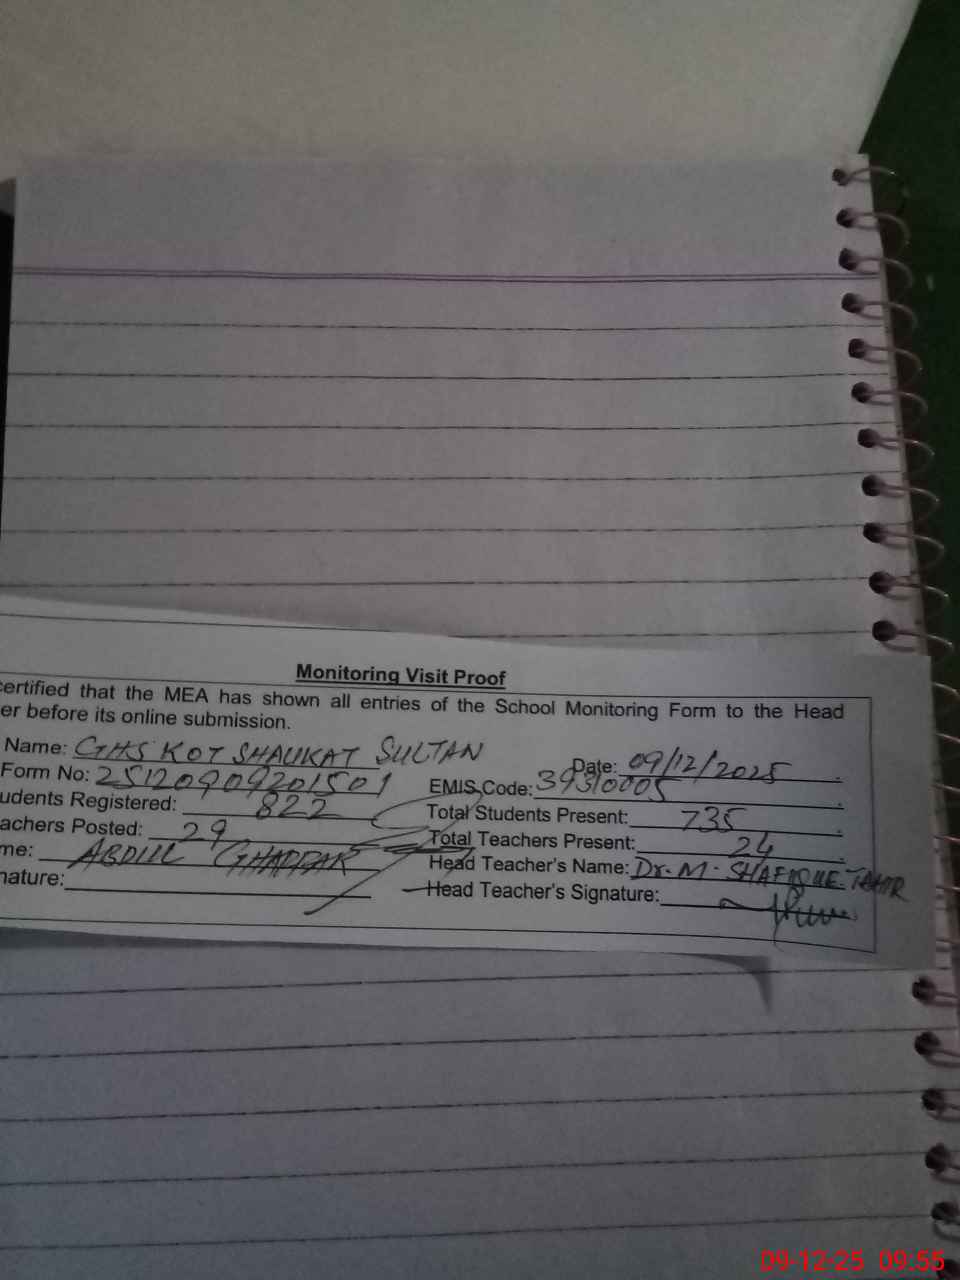 Monitoring Visit Proof
certified that the MEA has shown all entries of the School Monitoring Form to the Head
er before its online submission.
Name: GHS KOT SHAUKAT SULTAN Date: 09/12/2025
Form No: 25120909201501 EMIS Code: 39310005
udents Registered: 822 Total Students Present: 735
achers Posted: 29 Total Teachers Present: 24
me: ABDUL GHAFFAR Head Teacher's Name: Dr. M. SHAFIQUE TAHIR
nature: Head Teacher's Signature:
09-12-25 09:55